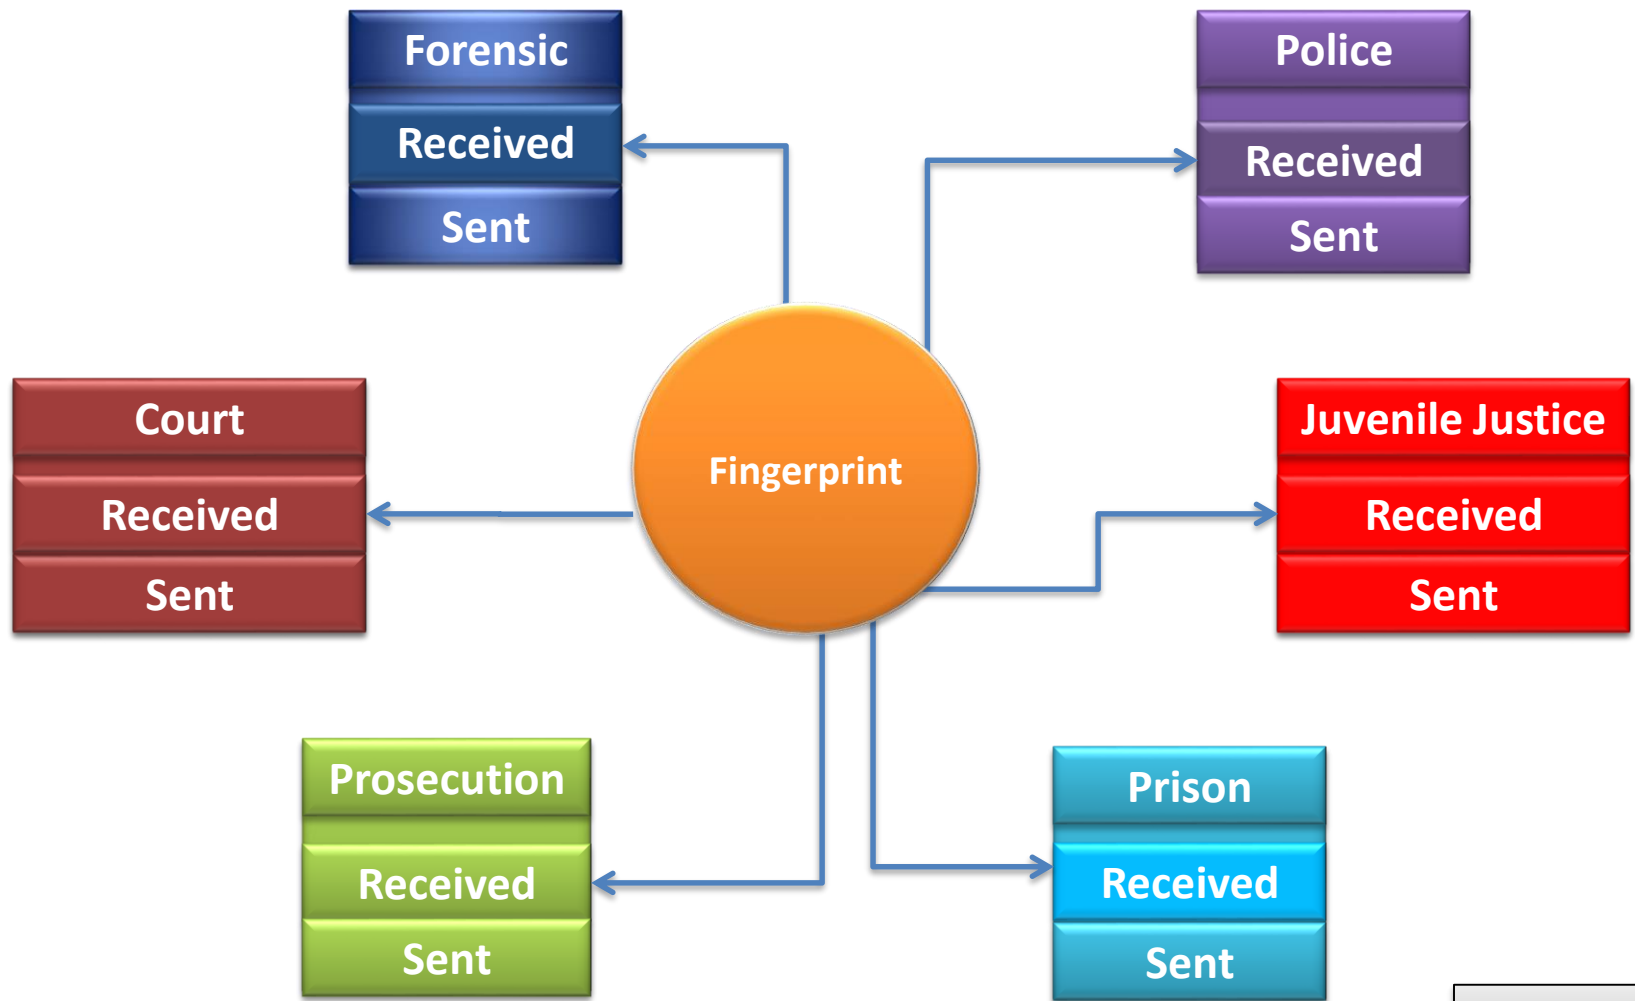 Forensic
Received
Sent
Police
Received
Sent
Court
Received
Sent
Fingerprint
Juvenile Justice
Received
Sent
Prosecution
Received
Sent
Prison
Received
Sent